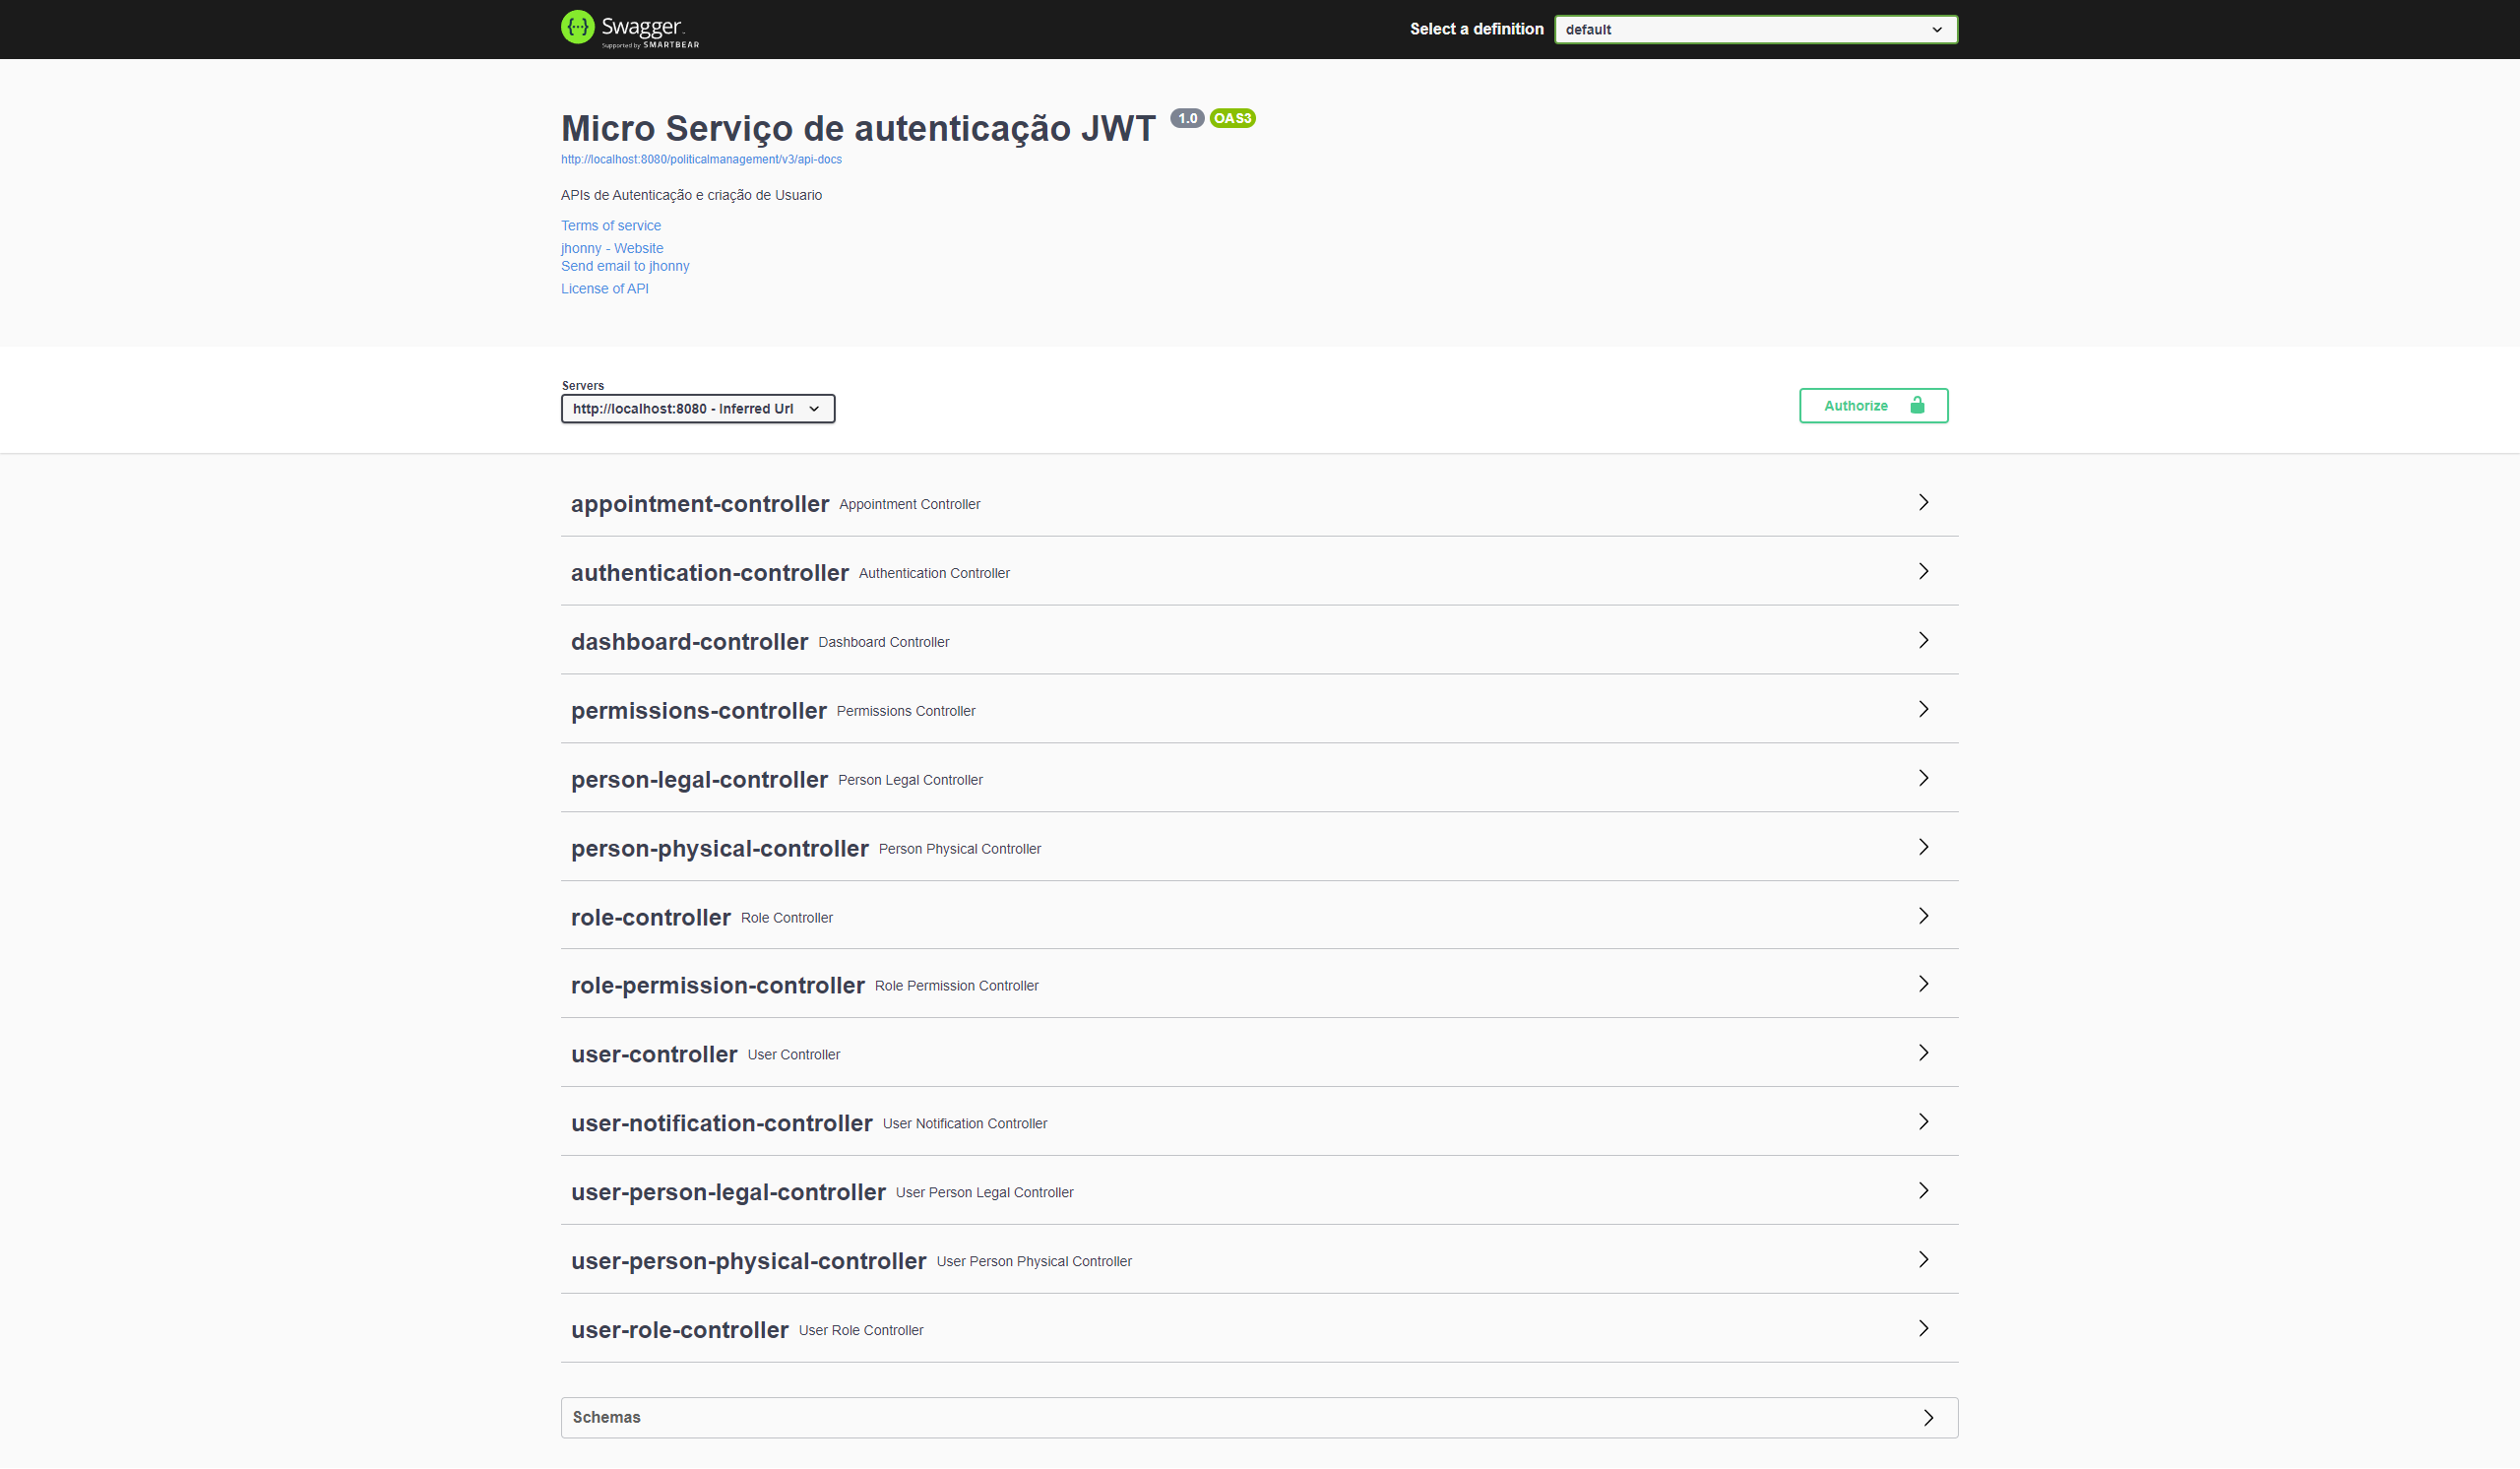 Swagger
Supported by SMARTBEAR
Select a definition
default
Micro Serviço de autenticação JWT 1.0 OAS3
http://localhost:8080/politicalmanagement/v3/api-docs
APIs de Autenticação e criação de Usuario
Terms of service
jhonny - Website
Send email to jhonny
License of API
Servers
http://localhost:8080 - Inferred Url
Authorize
appointment-controller Appointment Controller
authentication-controller Authentication Controller
dashboard-controller Dashboard Controller
permissions-controller Permissions Controller
person-legal-controller Person Legal Controller
person-physical-controller Person Physical Controller
role-controller Role Controller
role-permission-controller Role Permission Controller
user-controller User Controller
user-notification-controller User Notification Controller
user-person-legal-controller User Person Legal Controller
user-person-physical-controller User Person Physical Controller
user-role-controller User Role Controller
Schemas